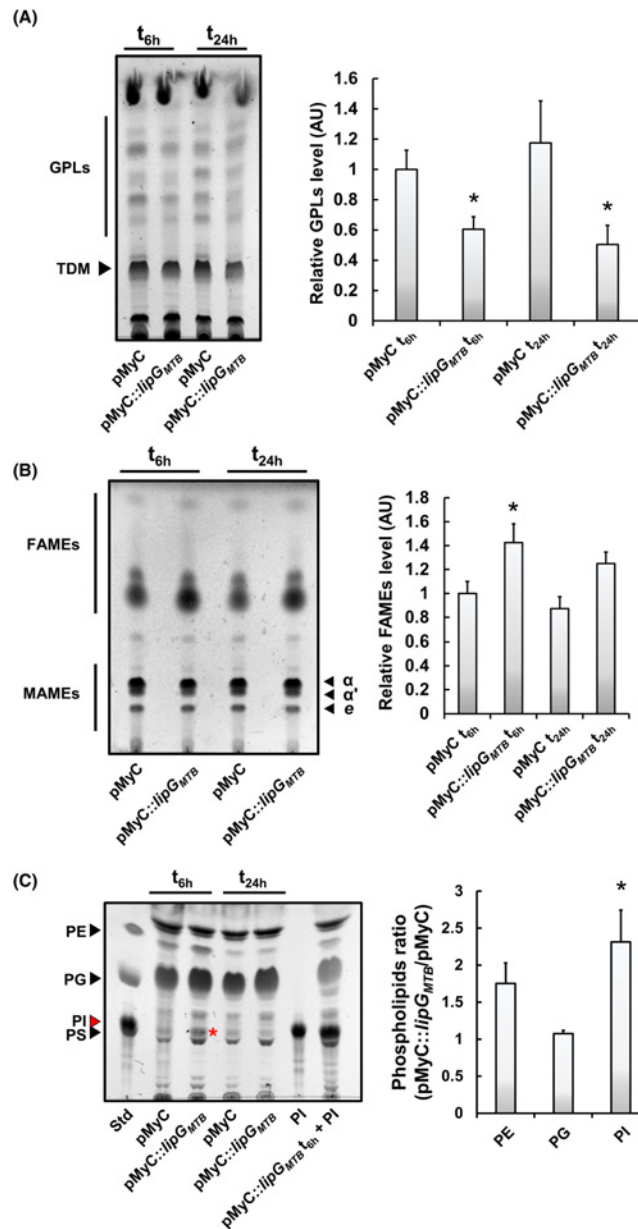 (A)
t6h t24h
GPLs
TDM
pMyC
pMyC::lipGMTB
pMyC
pMyC::lipGMTB
Relative GPLs level (AU)
1.6
1.4
1.2
1
0.8
0.6
0.4
0.2
0
*
*
pMyC t6h
pMyC::lipGMTB t6h
pMyC t24h
pMyC::lipGMTB t24h
(B)
t6h t24h
FAMEs
MAMEs
α
α'
e
pMyC
pMyC::lipGMTB
pMyC
pMyC::lipGMTB
Relative FAMEs level (AU)
1.8
1.6
1.4
1.2
1
0.8
0.6
0.4
0.2
0
*
pMyC t6h
pMyC::lipGMTB t6h
pMyC t24h
pMyC::lipGMTB t24h
(C)
t6h t24h
PE
PG
PI
PS
*
Std
pMyC
pMyC::lipGMTB
pMyC
pMyC::lipGMTB
PI
pMyC::lipGMTB t6h + PI
Phospholipids ratio
(pMyC::lipGMTB/pMyC)
3
2.5
2
1.5
1
0.5
0
*
PE
PG
PI